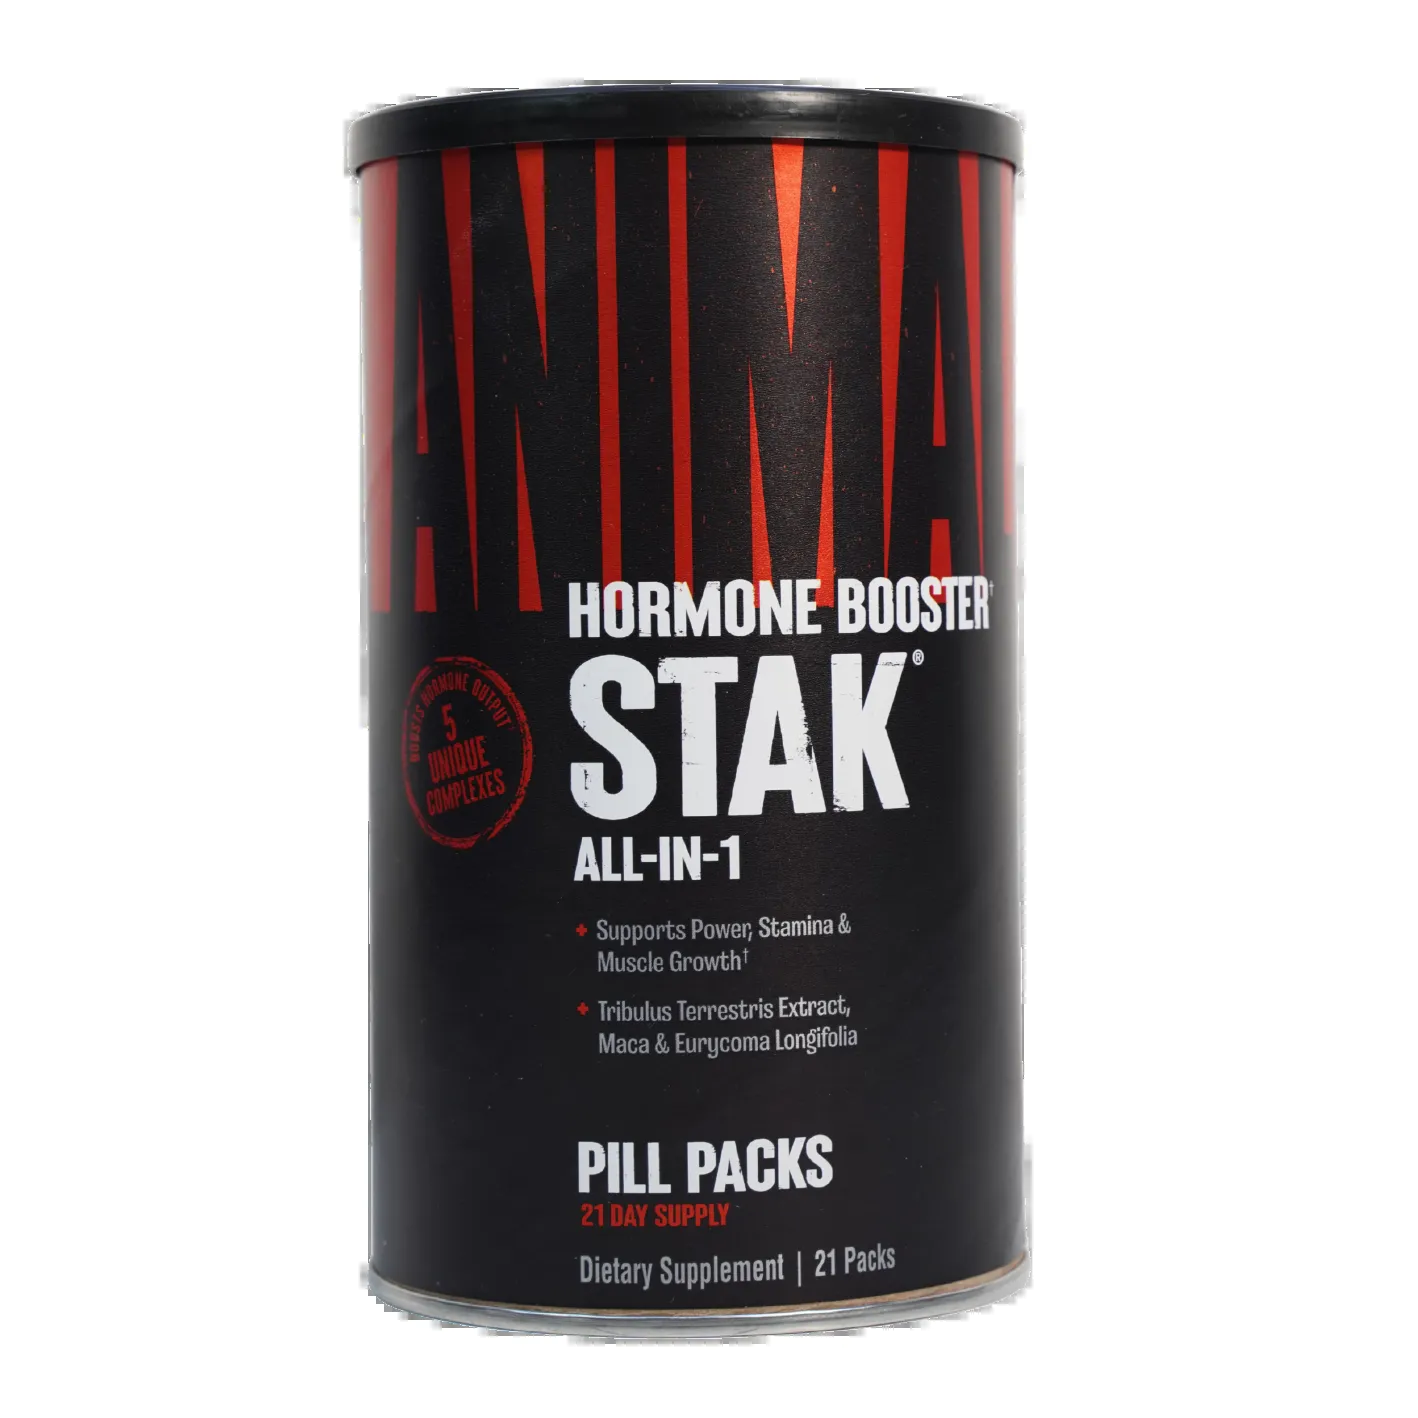 ANIMAL
HORMONE BOOSTER†
STAK®
ALL-IN-1
BOOSTS HORMONE OUTPUT†
5
UNIQUE
COMPLEXES
+ Supports Power, Stamina &
Muscle Growth†
+ Tribulus Terrestris Extract,
Maca & Eurycoma Longifolia
PILL PACKS
21 DAY SUPPLY
Dietary Supplement | 21 Packs